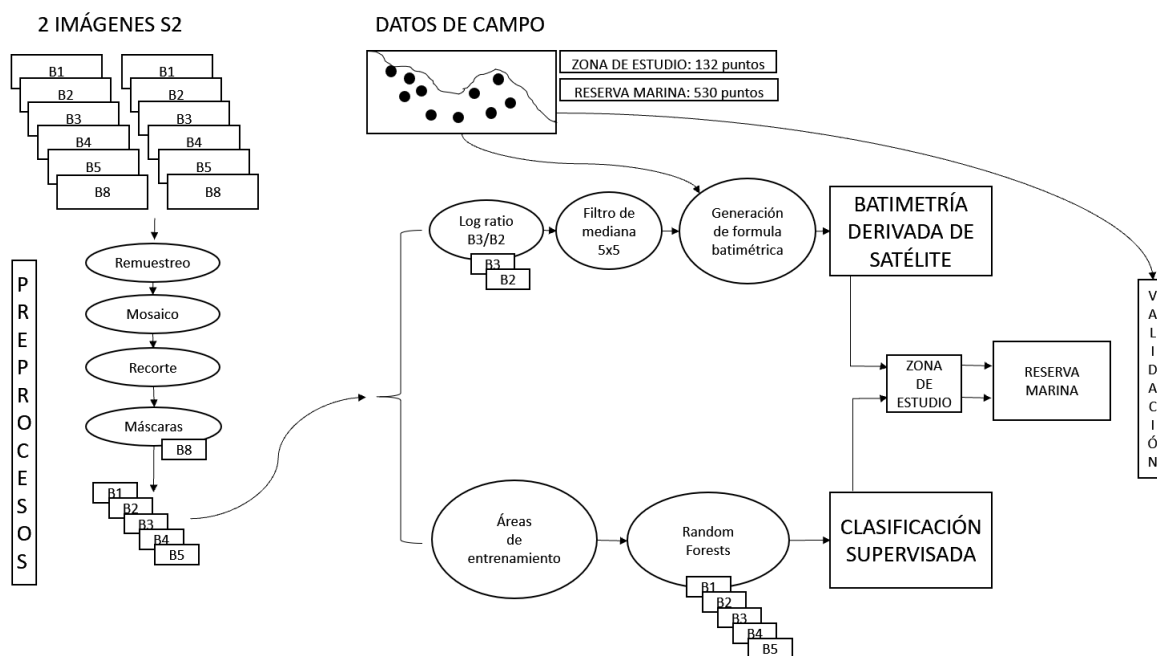 2 IMÁGENES S2
B1
B2
B3
B4
B5
B8
B1
B2
B3
B4
B5
B8
PREPROCESOS
Remuestreo
Mosaico
Recorte
Máscaras
B8
B1
B2
B3
B4
B5
DATOS DE CAMPO
ZONA DE ESTUDIO: 132 puntos
RESERVA MARINA: 530 puntos
Log ratio
B3/B2
B3
B2
Filtro de
mediana
5x5
Generación
de formula
batimétrica
BATIMETRÍA
DERIVADA DE
SATÉLITE
Áreas
de
entrenamiento
Random
Forests
B1
B2
B3
B4
B5
CLASIFICACIÓN
SUPERVISADA
ZONA
DE
ESTUDIO
RESERVA
MARINA
VALIDACIÓN